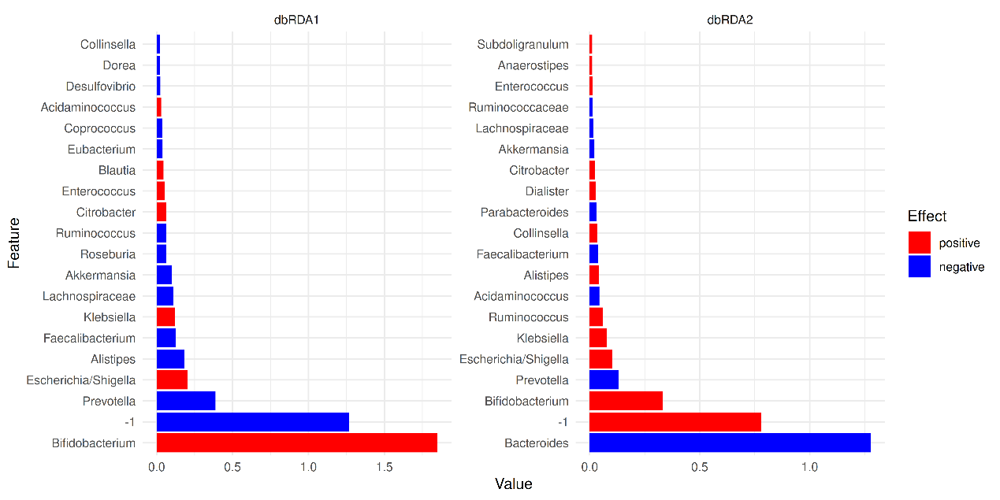 dbRDA1
Collinsella
Dorea
Desulfovibrio
Acidaminococcus
Coprococcus
Eubacterium
Blautia
Enterococcus
Citrobacter
Ruminococcus
Roseburia
Akkermansia
Lachnospiraceae
Klebsiella
Faecalibacterium
Alistipes
Escherichia/Shigella
Prevotella
-1
Bifidobacterium
0.0 0.5 1.0 1.5
dbRDA2
Subdoligranulum
Anaerostipes
Enterococcus
Ruminococcaceae
Lachnospiraceae
Akkermansia
Citrobacter
Dialister
Parabacteroides
Collinsella
Faecalibacterium
Alistipes
Acidaminococcus
Ruminococcus
Klebsiella
Escherichia/Shigella
Prevotella
Bifidobacterium
-1
Bacteroides
0.0 0.5 1.0
Feature
Value
Effect
positive
negative